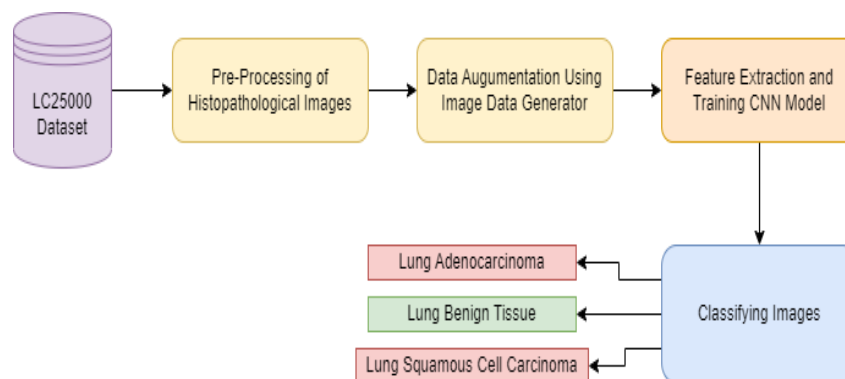 LC25000
Dataset
Pre-Processing of
Histopathological Images
Data Augumentation Using
Image Data Generator
Feature Extraction and
Training CNN Model
Lung Adenocarcinoma
Lung Benign Tissue
Classifying Images
Lung Squamous Cell Carcinoma